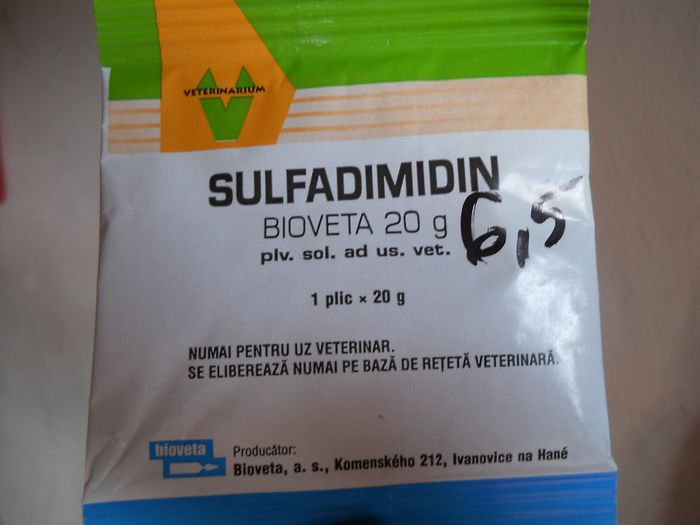 VETERINARIUM
SULFADIMIDIN
BIOVETA 20 g
6,5
plv. sol. ad us. vet.
1 plic × 20 g
NUMAI PENTRU UZ VETERINAR.
SE ELIBEREAZĂ NUMAI PE BAZĂ DE REȚETĂ VETERINARĂ.
bioveta
Producător:
Bioveta, a. s., Komenského 212, Ivanovice na Hané